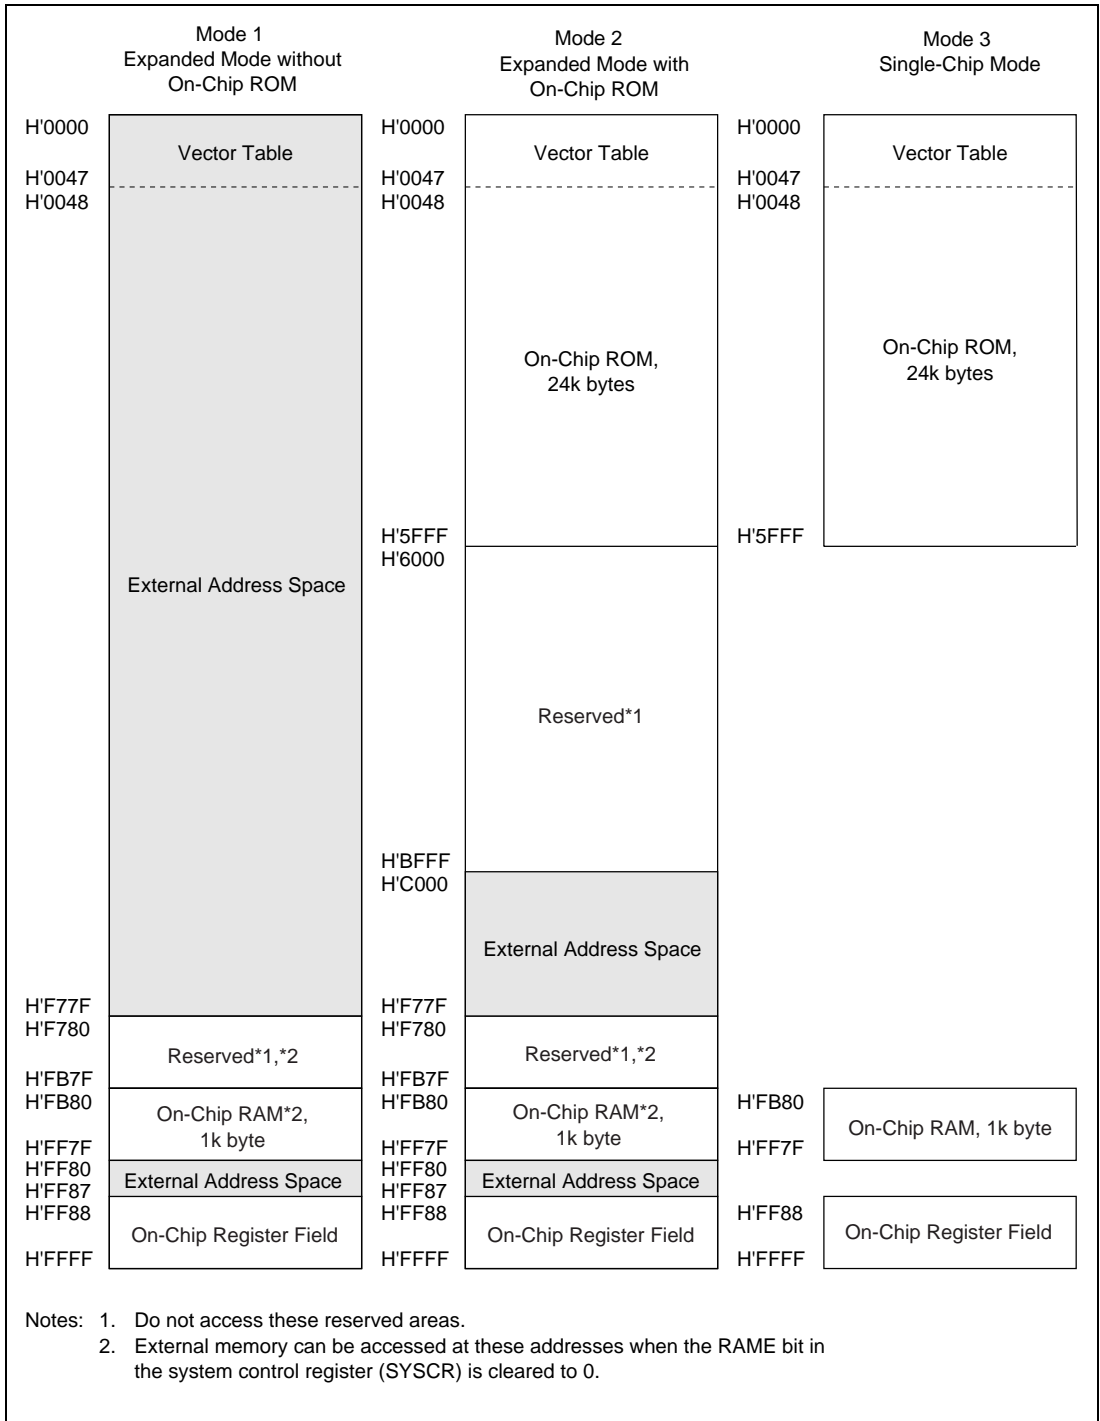 Mode 1
Expanded Mode without
On-Chip ROM
H'0000
Vector Table
H'0047
H'0048
External Address Space
H'F77F
H'F780
Reserved*1,*2
H'FB7F
H'FB80
On-Chip RAM*2,
1k byte
H'FF7F
H'FF80
External Address Space
H'FF87
H'FF88
On-Chip Register Field
H'FFFF
Mode 2
Expanded Mode with
On-Chip ROM
H'0000
Vector Table
H'0047
H'0048
On-Chip ROM,
24k bytes
H'5FFF
H'6000
Reserved*1
H'BFFF
H'C000
External Address Space
H'F77F
H'F780
Reserved*1,*2
H'FB7F
H'FB80
On-Chip RAM*2,
1k byte
H'FF7F
H'FF80
External Address Space
H'FF87
H'FF88
On-Chip Register Field
H'FFFF
Mode 3
Single-Chip Mode
H'0000
Vector Table
H'0047
H'0048
On-Chip ROM,
24k bytes
H'5FFF
H'FB80
On-Chip RAM, 1k byte
H'FF7F
H'FF88
On-Chip Register Field
H'FFFF
Notes: 1. Do not access these reserved areas.
2. External memory can be accessed at these addresses when the RAME bit in
the system control register (SYSCR) is cleared to 0.